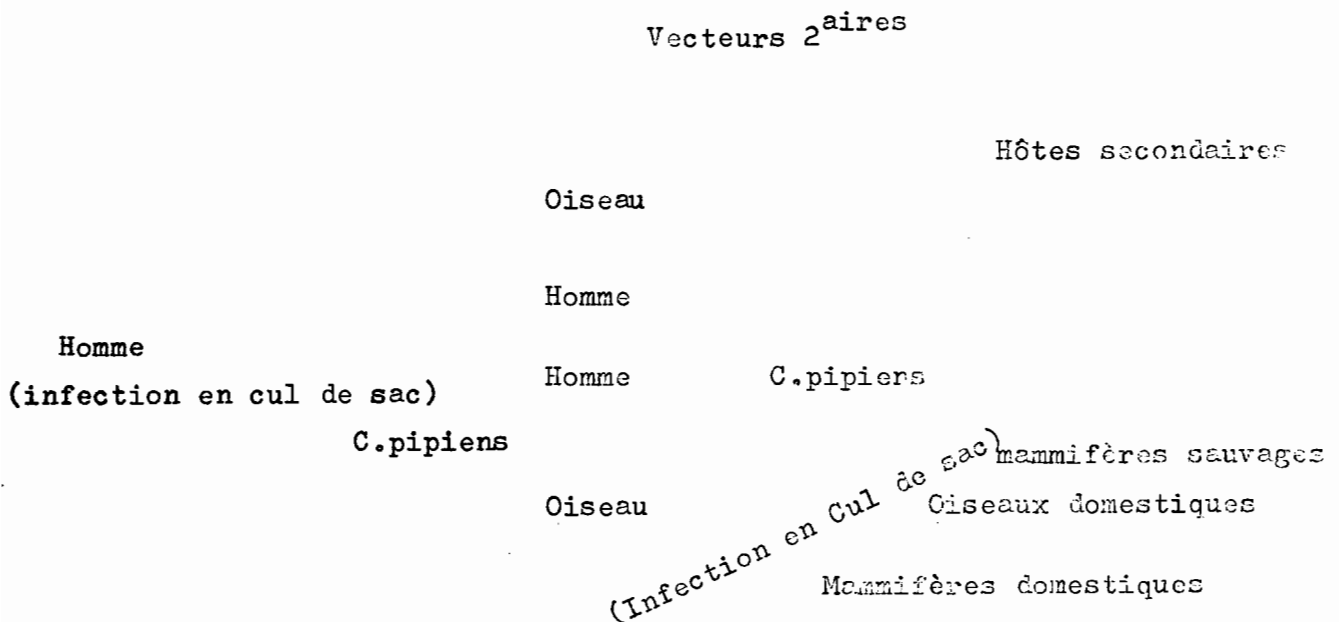 Vecteurs 2aires
Hôtes secondaires
Oiseau
Homme
Homme
(infection en cul de sac)
Homme C.pipiens
C.pipiens
(Infection en Cul de sac)
mammifères sauvages
Oiseau Oiseaux domestiques
Mammifères domestiques